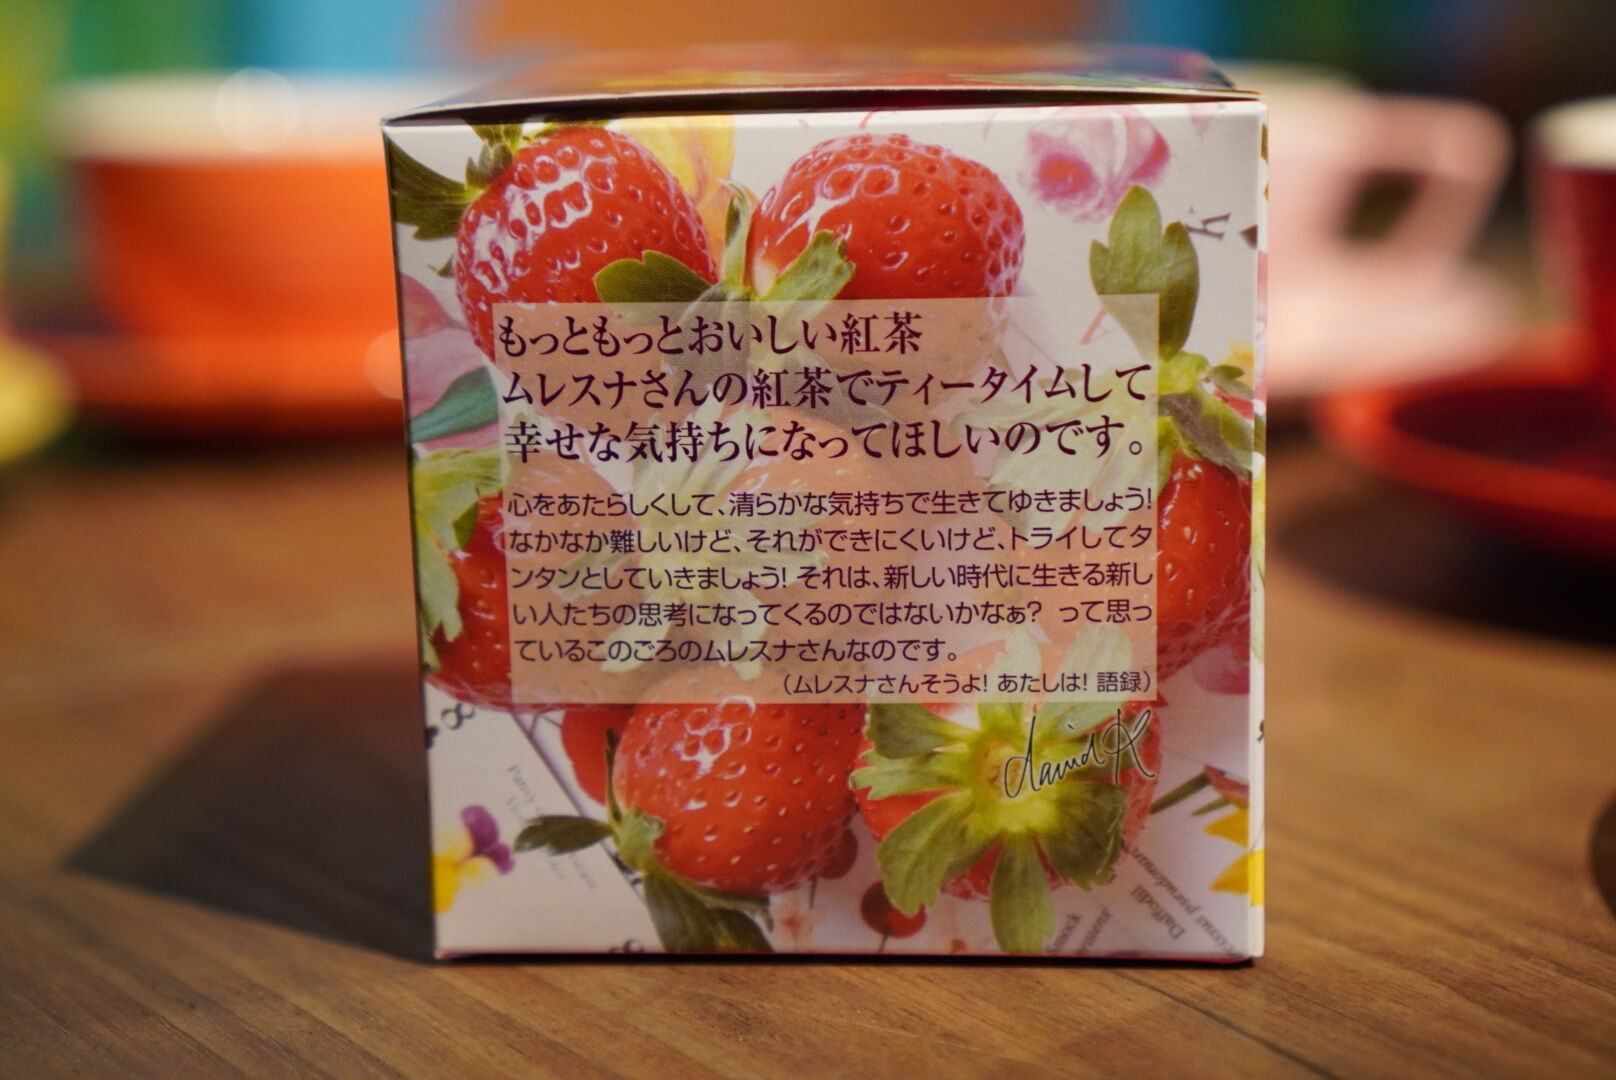 もっともっとおいしい紅茶
ムレスナさんの紅茶でティータイムして
幸せな気持ちになってほしいのです。
心をあたらしくして、清らかな気持ちで生きてゆきましょう!
なかなか難しいけど、それができにくいけど、トライしてタ
ンタンとしていきましょう! それは、新しい時代に生きる新し
い人たちの思考になってくるのではないかなぁ? って思っ
ているこのごろのムレスナさんなのです。
(ムレスナさんそうよ! あたしは! 語録)
david K
Pansy
Daffodil